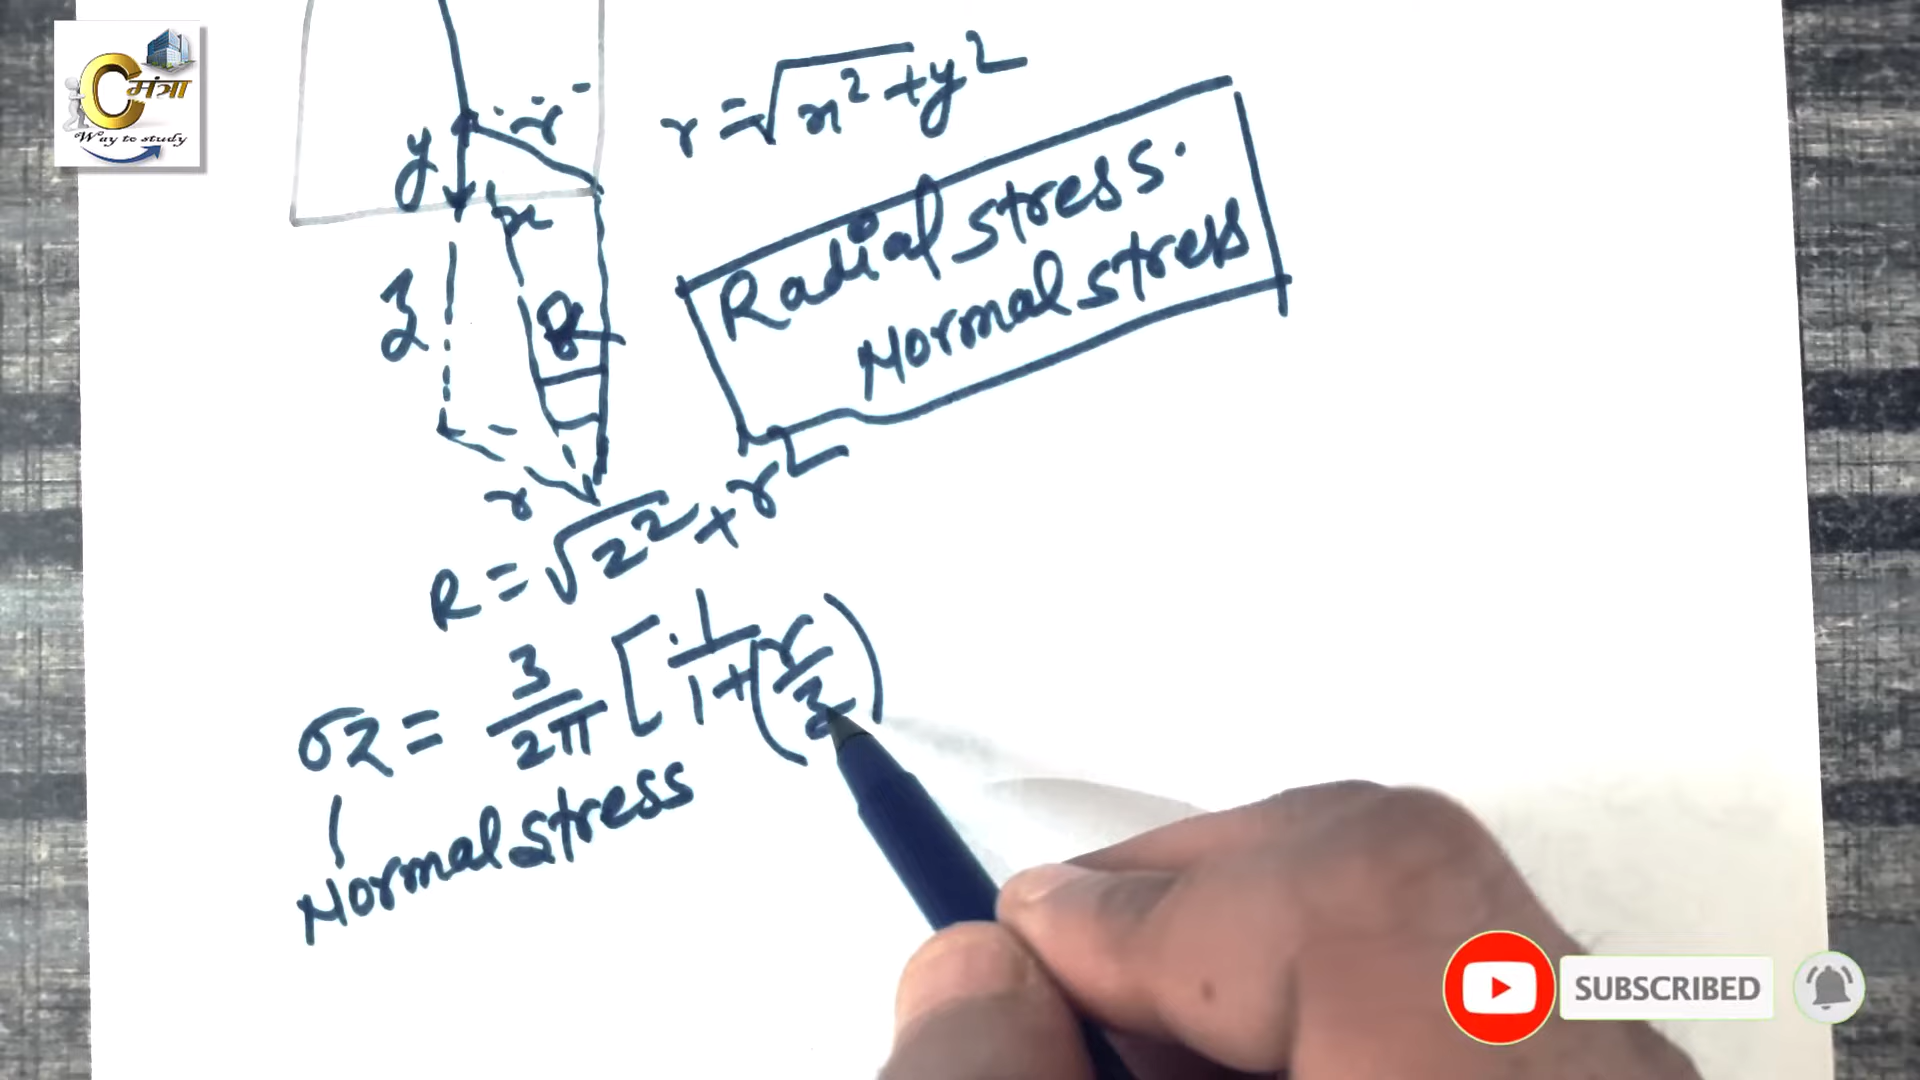 C मंत्रा
Way to study
r
y
x
r = √x² + y²
Radial stress.
Normal stress
z
r
R = √z² + r²
σz = 3/2π [ 1/1+(r/z)
Normal stress
SUBSCRIBED